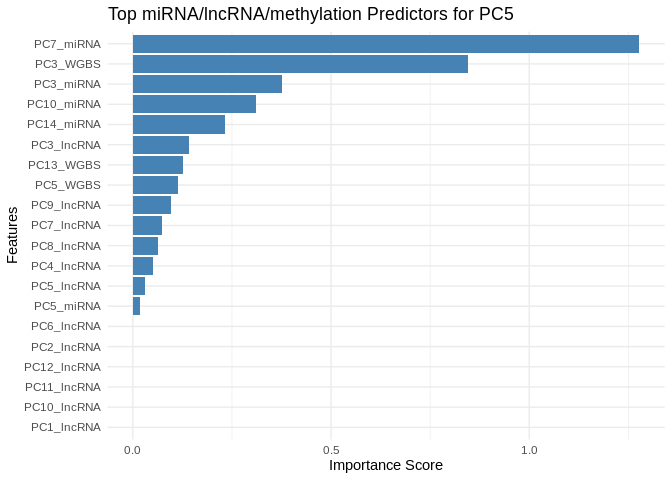 Top miRNA/lncRNA/methylation Predictors for PC5
Features
PC7_miRNA
PC3_WGBS
PC3_miRNA
PC10_miRNA
PC14_miRNA
PC3_lncRNA
PC13_WGBS
PC5_WGBS
PC9_lncRNA
PC7_lncRNA
PC8_lncRNA
PC4_lncRNA
PC5_lncRNA
PC5_miRNA
PC6_lncRNA
PC2_lncRNA
PC12_lncRNA
PC11_lncRNA
PC10_lncRNA
PC1_lncRNA
0.0 0.5 1.0
Importance Score